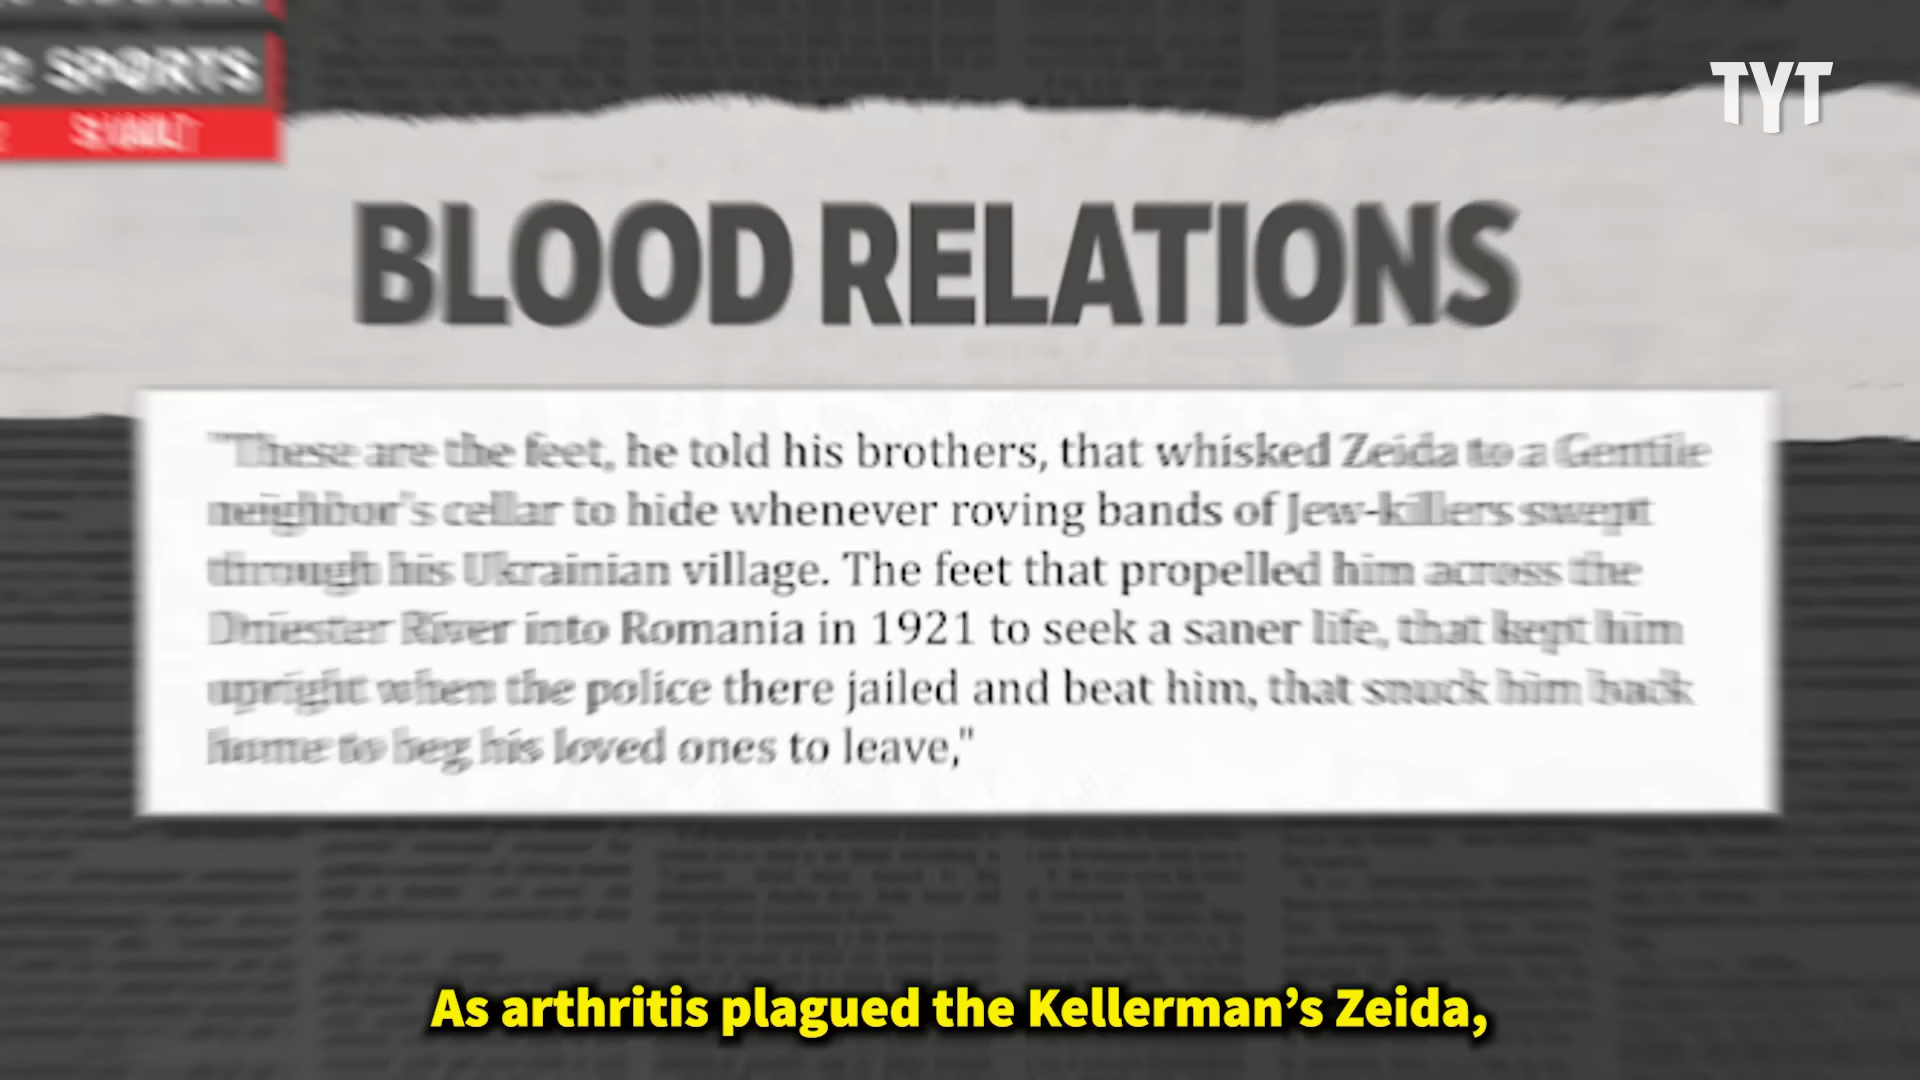 SPORTS
VAULT
TYT
BLOOD RELATIONS
"These are the feet, he told his brothers, that whisked Zeida to a Gentile
neighbor's cellar to hide whenever roving bands of Jew-killers swept
through his Ukrainian village. The feet that propelled him across the
Dniester River into Romania in 1921 to seek a saner life, that kept him
upright when the police there jailed and beat him, that snuck him back
home to beg his loved ones to leave,"
As arthritis plagued the Kellerman’s Zeida,